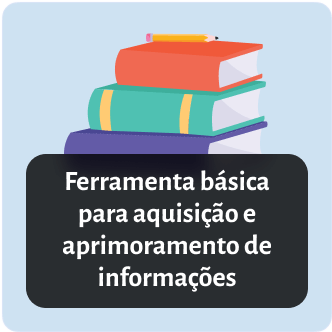 Ferramenta básica
para aquisição e
aprimoramento de
informações